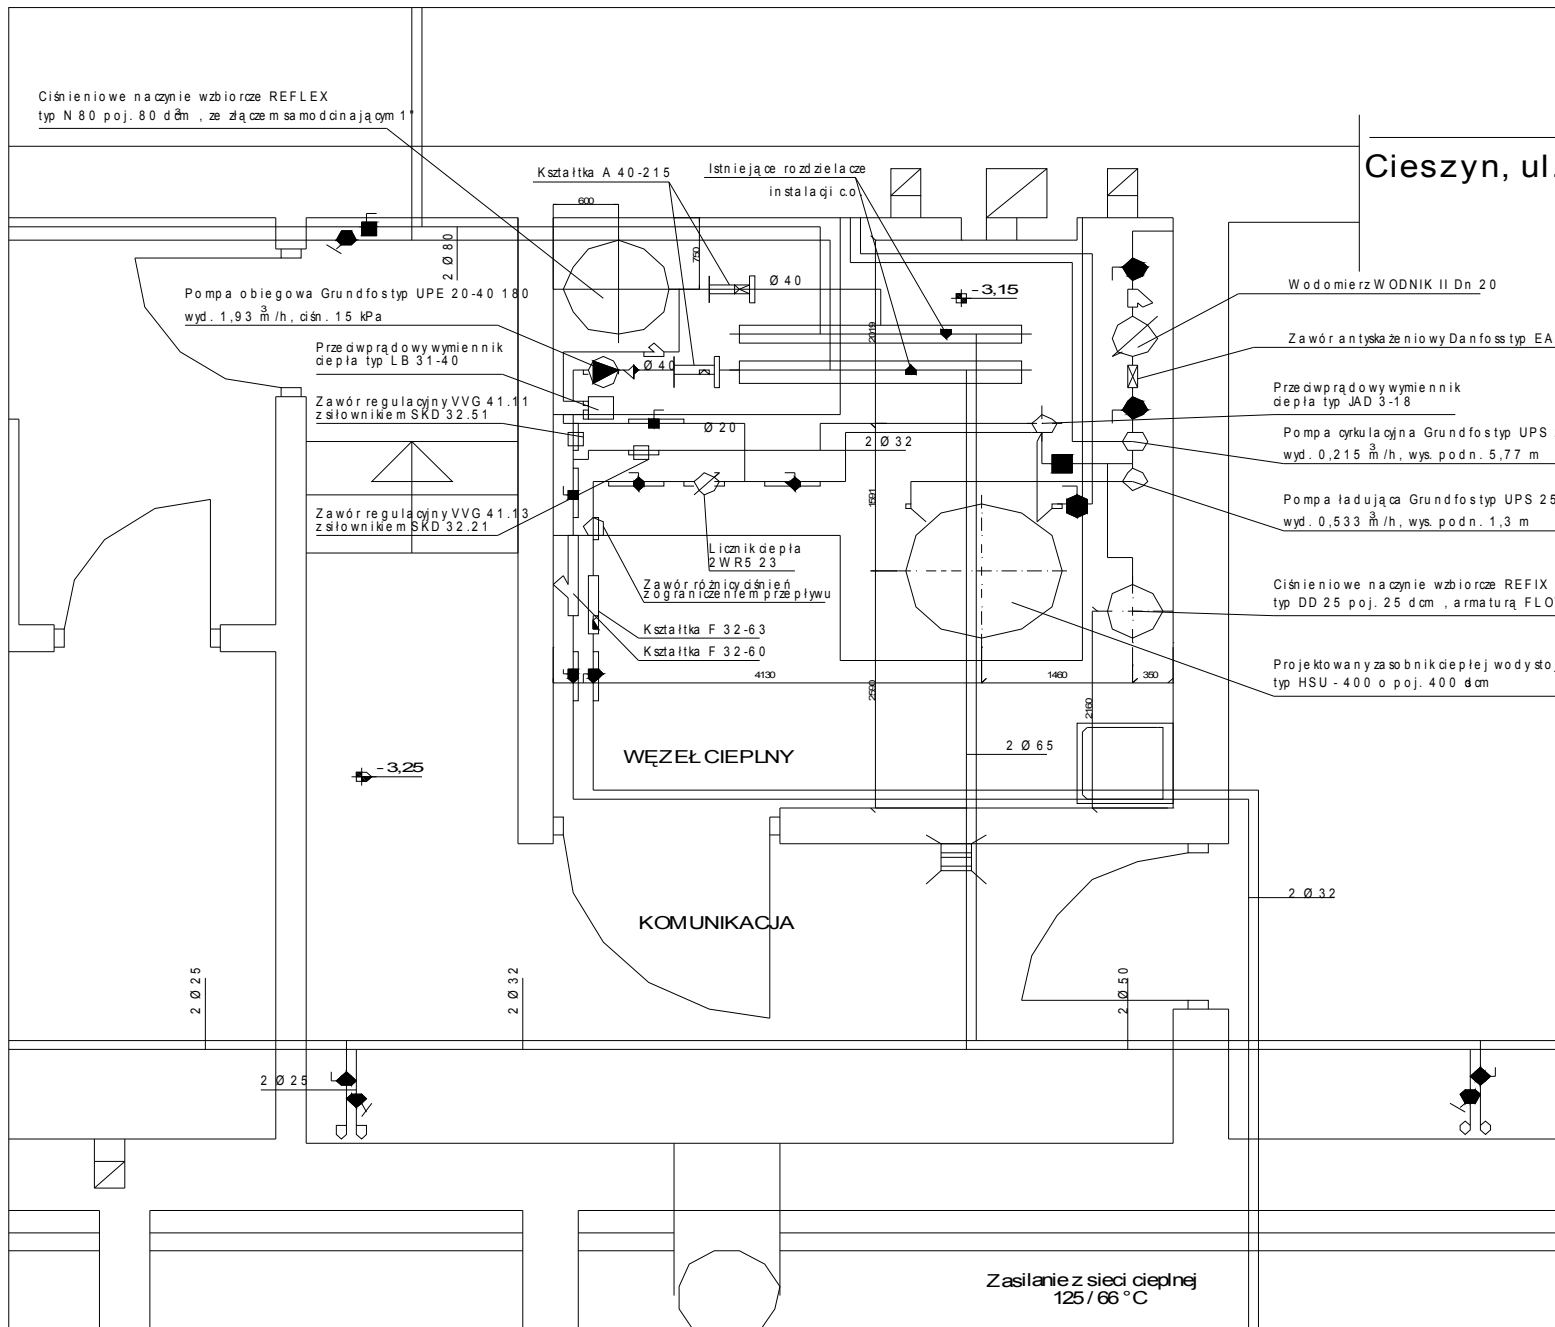 Ciśnieniowe naczynie wzbiorcze REFLEX
typ N 80 poj. 80 dcm³, ze złączem samodcinającym 1"
Cieszyn, ul.
Kształtka A 40-215
Istniejące rozdzielacze
instalacji c.o.
600
750
2 Ø 80
Ø 40
- 3,15
Wodomierz WODNIK II Dn 20
Pompa obiegowa Grundfos typ UPE 20-40 180
wyd. 1,93 m³/h, ciśn. 15 kPa
2019
Zawór antyskażeniowy Danfoss typ EA
Przeciwprądowy wymiennik
ciepła typ LB 31-40
Ø 40
Przeciwprądowy wymiennik
ciepła typ JAD 3-18
Zawór regulacyjny VVG 41.11
z siłownikiem SKD 32.51
Ø 20
2 Ø 32
Pompa cyrkulacyjna Grundfos typ UPS
wyd. 0,215 m³/h, wys. podn. 5,77 m
1591
Pompa ładująca Grundfos typ UPS 25
wyd. 0,533 m³/h, wys. podn. 1,3 m
Zawór regulacyjny VVG 41.13
z siłownikiem SKD 32.21
Licznik ciepła
2WR5 23
Zawór różnicy ciśnień
z ograniczeniem przepływu
Ciśnieniowe naczynie wzbiorcze REFIX
typ DD 25 poj. 25 dcm , armaturą FLO
Kształtka F 32-63
Kształtka F 32-60
Projektowany zasobnik ciepłej wody sto
typ HSU - 400 o poj. 400 dcm³
4130
1460
350
2590
2160
WĘZEŁ CIEPLNY
2 Ø 65
- 3,25
2 Ø 32
KOMUNIKACJA
2 Ø 25
2 Ø 32
2 Ø 50
2 Ø 25
Zasilanie z sieci cieplnej
125 / 66 °C